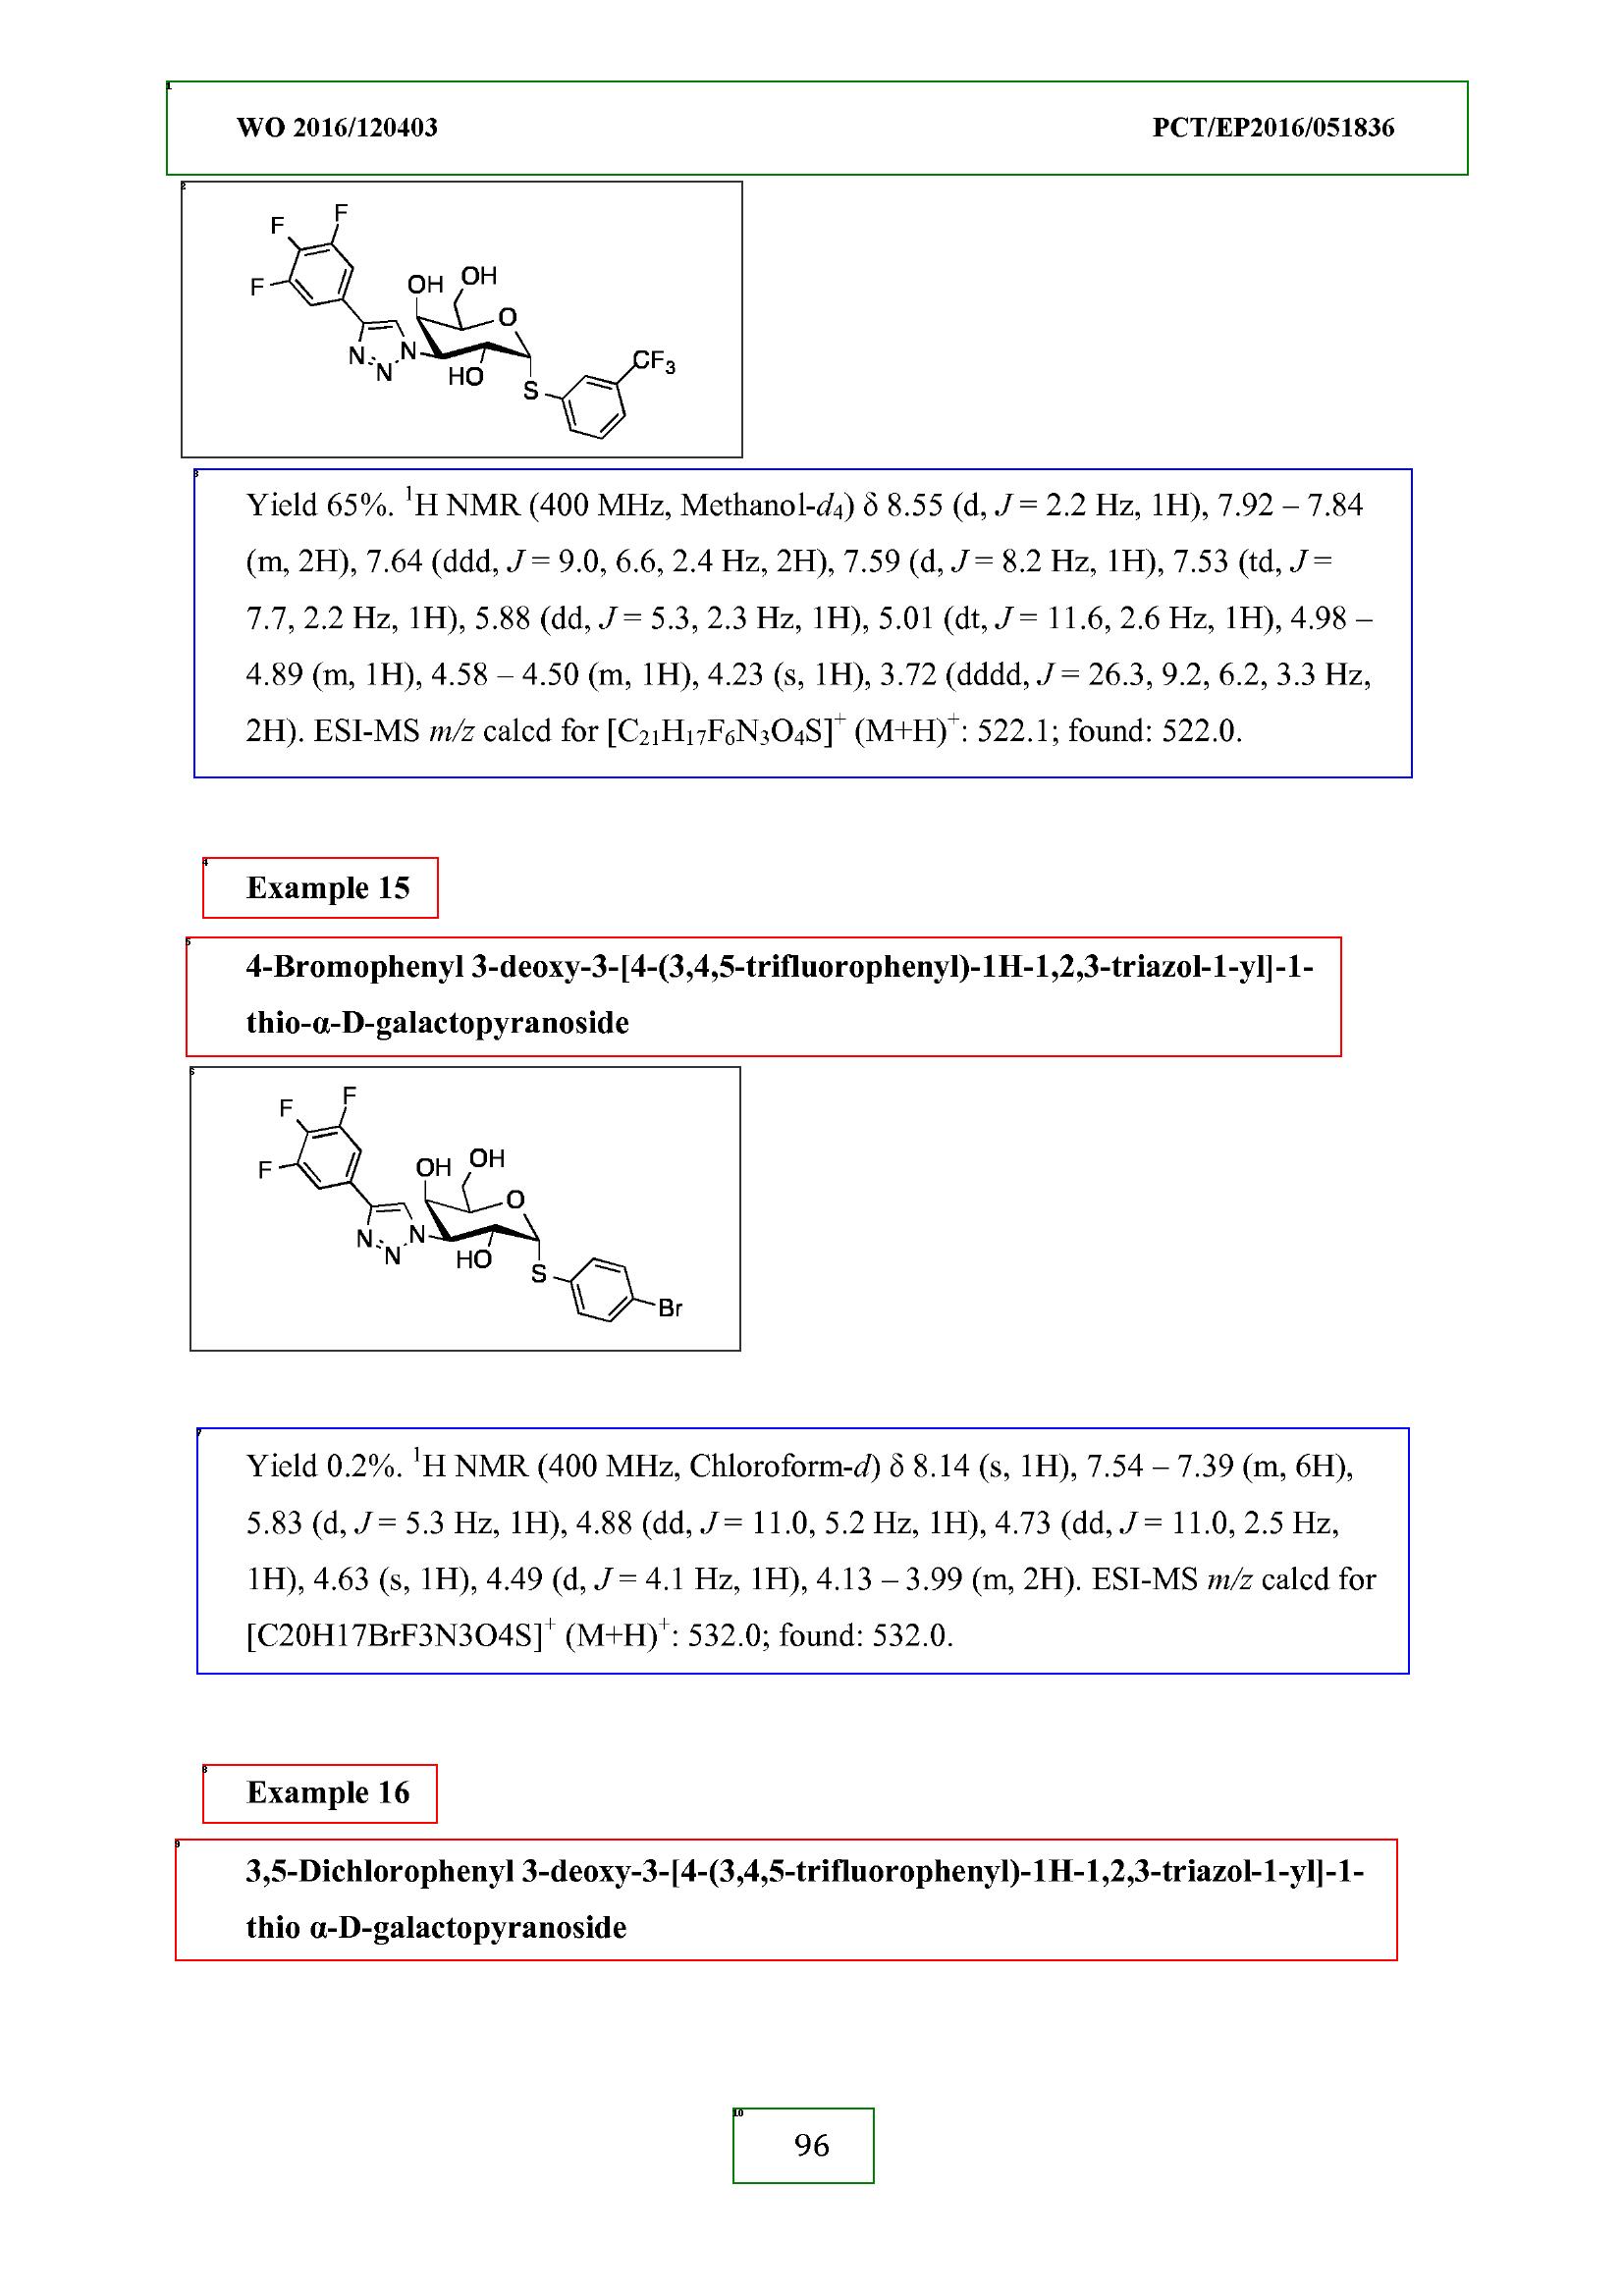 WO 2016/120403 PCT/EP2016/051836
F
F
F
OH
OH
O
N
N
N
HO
S
CF3
Yield 65%. ¹H NMR (400 MHz, Methanol-d₄) δ 8.55 (d, J = 2.2 Hz, 1H), 7.92 – 7.84
(m, 2H), 7.64 (ddd, J = 9.0, 6.6, 2.4 Hz, 2H), 7.59 (d, J = 8.2 Hz, 1H), 7.53 (td, J =
7.7, 2.2 Hz, 1H), 5.88 (dd, J = 5.3, 2.3 Hz, 1H), 5.01 (dt, J = 11.6, 2.6 Hz, 1H), 4.98 –
4.89 (m, 1H), 4.58 – 4.50 (m, 1H), 4.23 (s, 1H), 3.72 (dddd, J = 26.3, 9.2, 6.2, 3.3 Hz,
2H). ESI-MS m/z calcd for [C₂₁H₁₇F₆N₃O₄S]⁺ (M+H)⁺: 522.1; found: 522.0.
Example 15
4-Bromophenyl 3-deoxy-3-[4-(3,4,5-trifluorophenyl)-1H-1,2,3-triazol-1-yl]-1-
thio-α-D-galactopyranoside
F
F
F
OH
OH
O
N
N
N
HO
S
Br
Yield 0.2%. ¹H NMR (400 MHz, Chloroform-d) δ 8.14 (s, 1H), 7.54 – 7.39 (m, 6H),
5.83 (d, J = 5.3 Hz, 1H), 4.88 (dd, J = 11.0, 5.2 Hz, 1H), 4.73 (dd, J = 11.0, 2.5 Hz,
1H), 4.63 (s, 1H), 4.49 (d, J = 4.1 Hz, 1H), 4.13 – 3.99 (m, 2H). ESI-MS m/z calcd for
[C20H17BrF3N3O4S]⁺ (M+H)⁺: 532.0; found: 532.0.
Example 16
3,5-Dichlorophenyl 3-deoxy-3-[4-(3,4,5-trifluorophenyl)-1H-1,2,3-triazol-1-yl]-1-
thio α-D-galactopyranoside
96